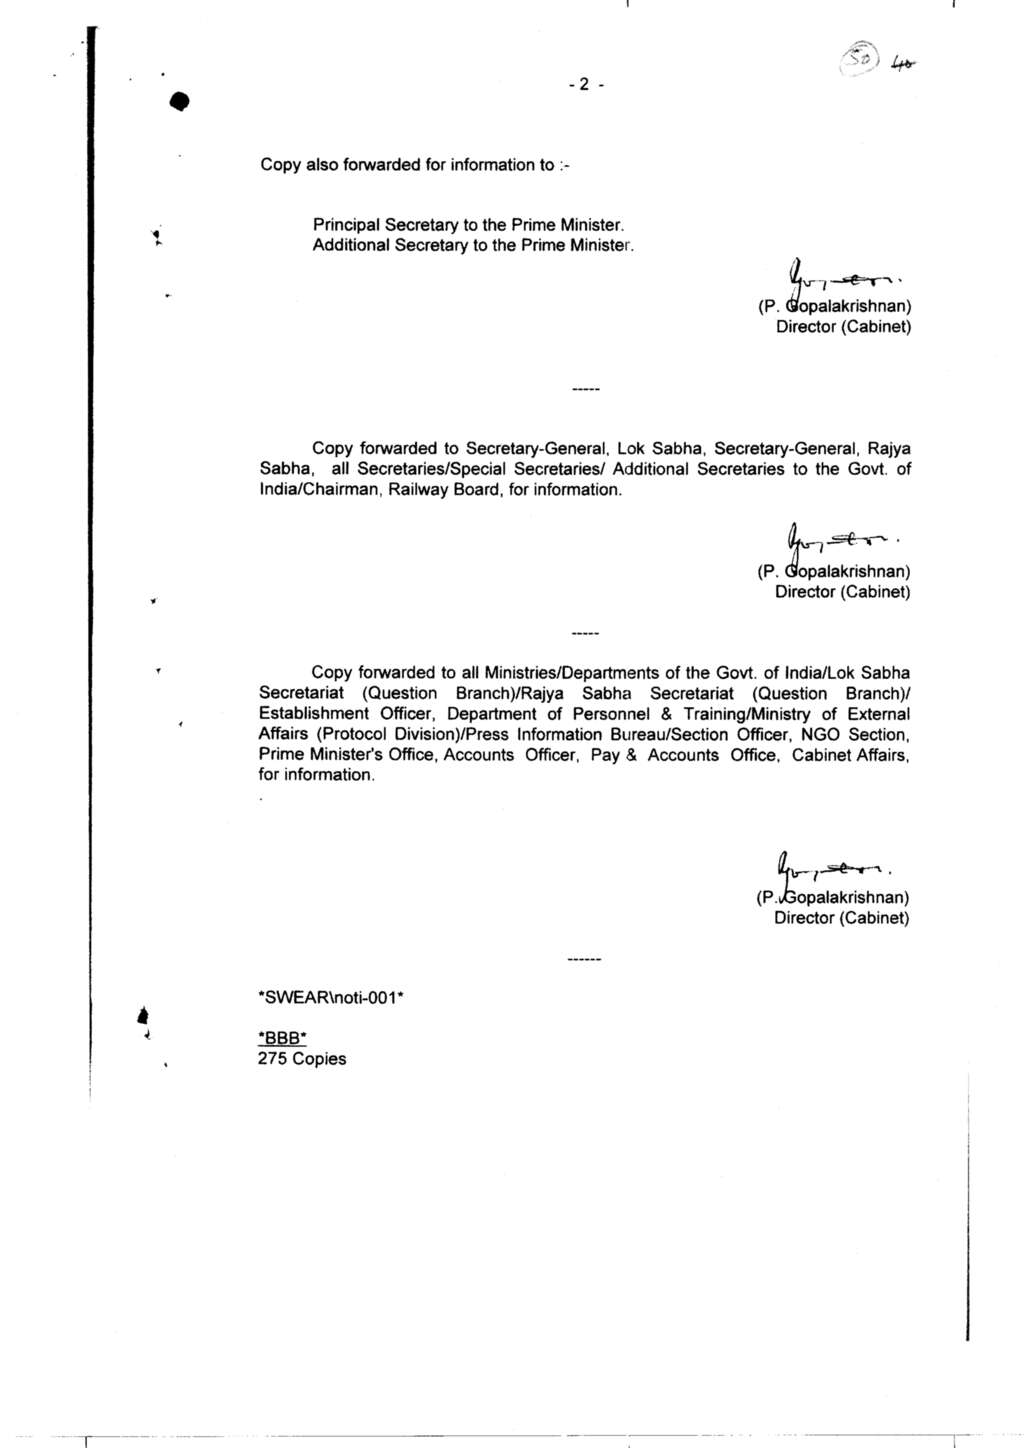 50 40
- 2 -
Copy also forwarded for information to :-
Principal Secretary to the Prime Minister.
Additional Secretary to the Prime Minister.
(P. Gopalakrishnan)
Director (Cabinet)
-----
Copy forwarded to Secretary-General, Lok Sabha, Secretary-General, Rajya
Sabha, all Secretaries/Special Secretaries/ Additional Secretaries to the Govt. of
India/Chairman, Railway Board, for information.
(P. Gopalakrishnan)
Director (Cabinet)
-----
Copy forwarded to all Ministries/Departments of the Govt. of India/Lok Sabha
Secretariat (Question Branch)/Rajya Sabha Secretariat (Question Branch)/
Establishment Officer, Department of Personnel & Training/Ministry of External
Affairs (Protocol Division)/Press Information Bureau/Section Officer, NGO Section,
Prime Minister's Office, Accounts Officer, Pay & Accounts Office, Cabinet Affairs,
for information.
(P. Gopalakrishnan)
Director (Cabinet)
------
*SWEAR\noti-001*
*BBB*
275 Copies